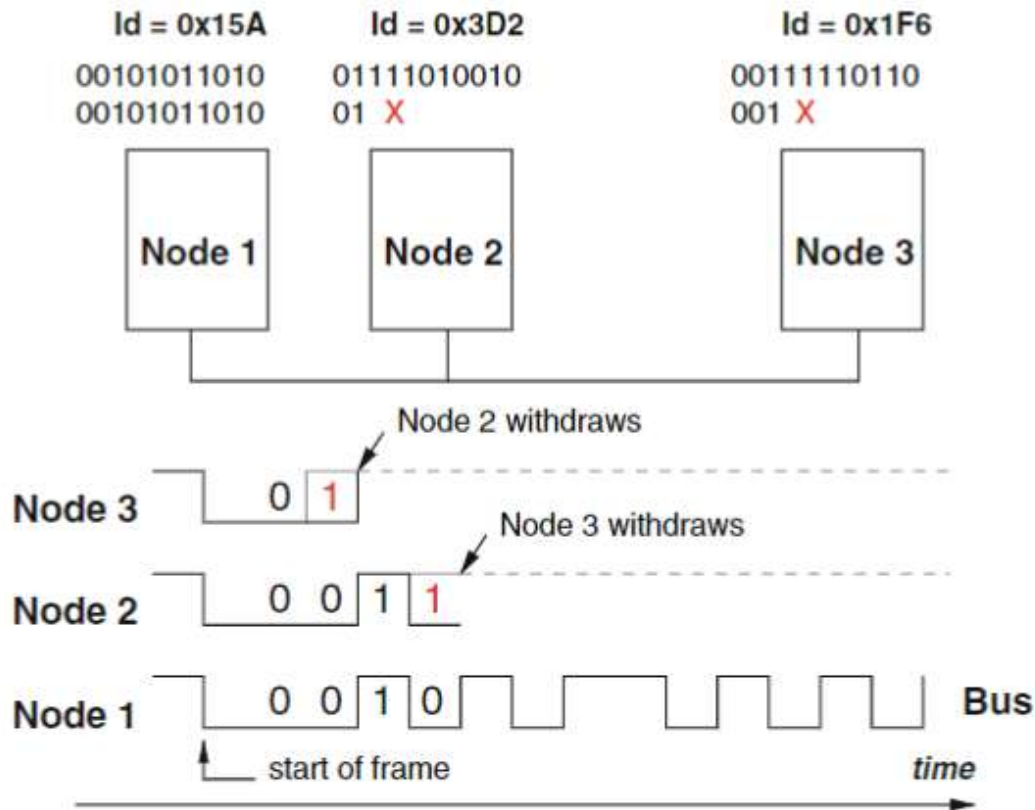 Id = 0x15A Id = 0x3D2 Id = 0x1F6
00101011010 01111010010 00111110110
00101011010 01 X 001 X
Node 1 Node 2 Node 3
Node 2 withdraws
Node 3 0 1
Node 3 withdraws
Node 2 0 0 1 1
Node 1 0 0 1 0 Bus
start of frame time